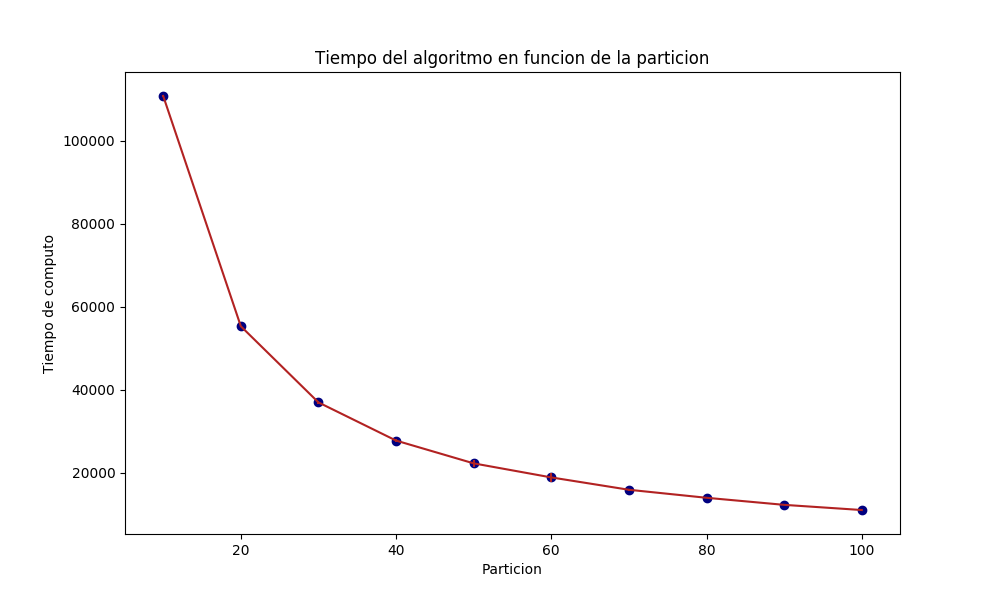 Tiempo del algoritmo en funcion de la particion
100000
80000
60000
40000
20000
Tiempo de computo
20 40 60 80 100
Particion